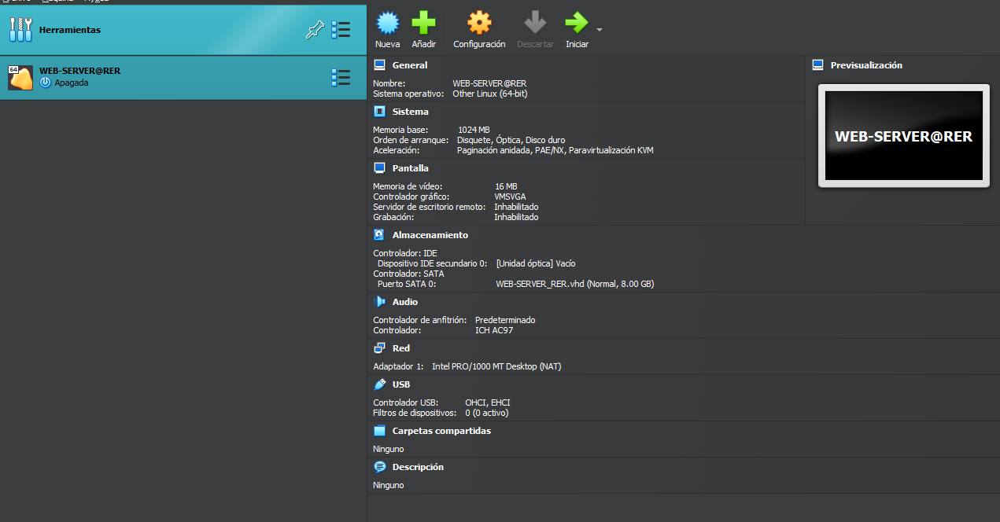 Herramientas
64
WEB-SERVER@RER
Apagada
Nueva
Añadir
Configuración
Descartar
Iniciar
General
Nombre: WEB-SERVER@RER
Sistema operativo: Other Linux (64-bit)
Sistema
Memoria base: 1024 MB
Orden de arranque: Disquete, Óptica, Disco duro
Aceleración: Paginación anidada, PAE/NX, Paravirtualización KVM
Pantalla
Memoria de vídeo: 16 MB
Controlador gráfico: VMSVGA
Servidor de escritorio remoto: Inhabilitado
Grabación: Inhabilitado
Previsualización
WEB-SERVER@RER
Almacenamiento
Controlador: IDE
Dispositivo IDE secundario 0: [Unidad óptica] Vacío
Controlador: SATA
Puerto SATA 0: WEB-SERVER_RER.vhd (Normal, 8.00 GB)
Audio
Controlador de anfitrión: Predeterminado
Controlador: ICH AC97
Red
Adaptador 1: Intel PRO/1000 MT Desktop (NAT)
USB
Controlador USB: OHCI, EHCI
Filtros de dispositivos: 0 (0 activo)
Carpetas compartidas
Ninguno
Descripción
Ninguno